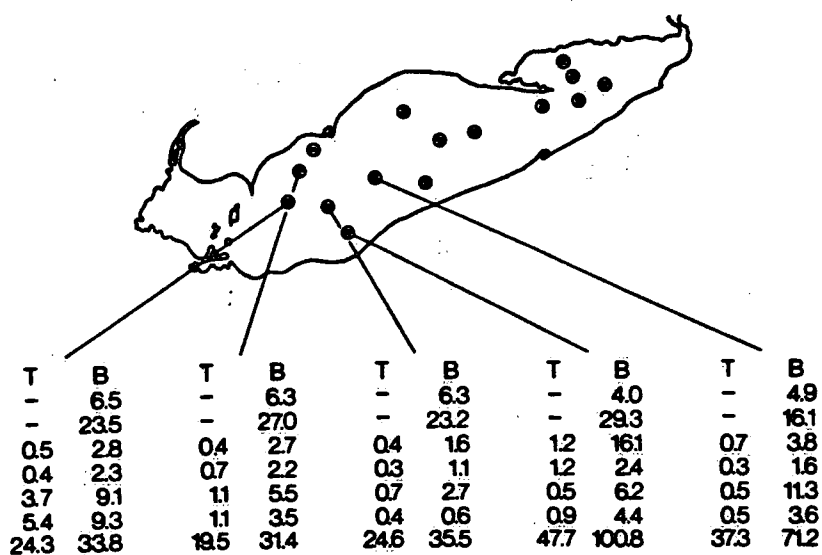 T B T B T B T B T B
– 6.5 – 6.3 – 6.3 – 4.0 – 4.9
– 23.5 – 27.0 – 23.2 – 29.3 – 16.1
0.5 2.8 0.4 2.7 0.4 1.6 1.2 16.1 0.7 3.8
0.4 2.3 0.7 2.2 0.3 1.1 1.2 2.4 0.3 1.6
3.7 9.1 1.1 5.5 0.7 2.7 0.5 6.2 0.5 11.3
5.4 9.3 1.1 3.5 0.4 0.6 0.9 4.4 0.5 3.6
24.3 33.8 19.5 31.4 24.6 35.5 47.7 100.8 37.3 71.2